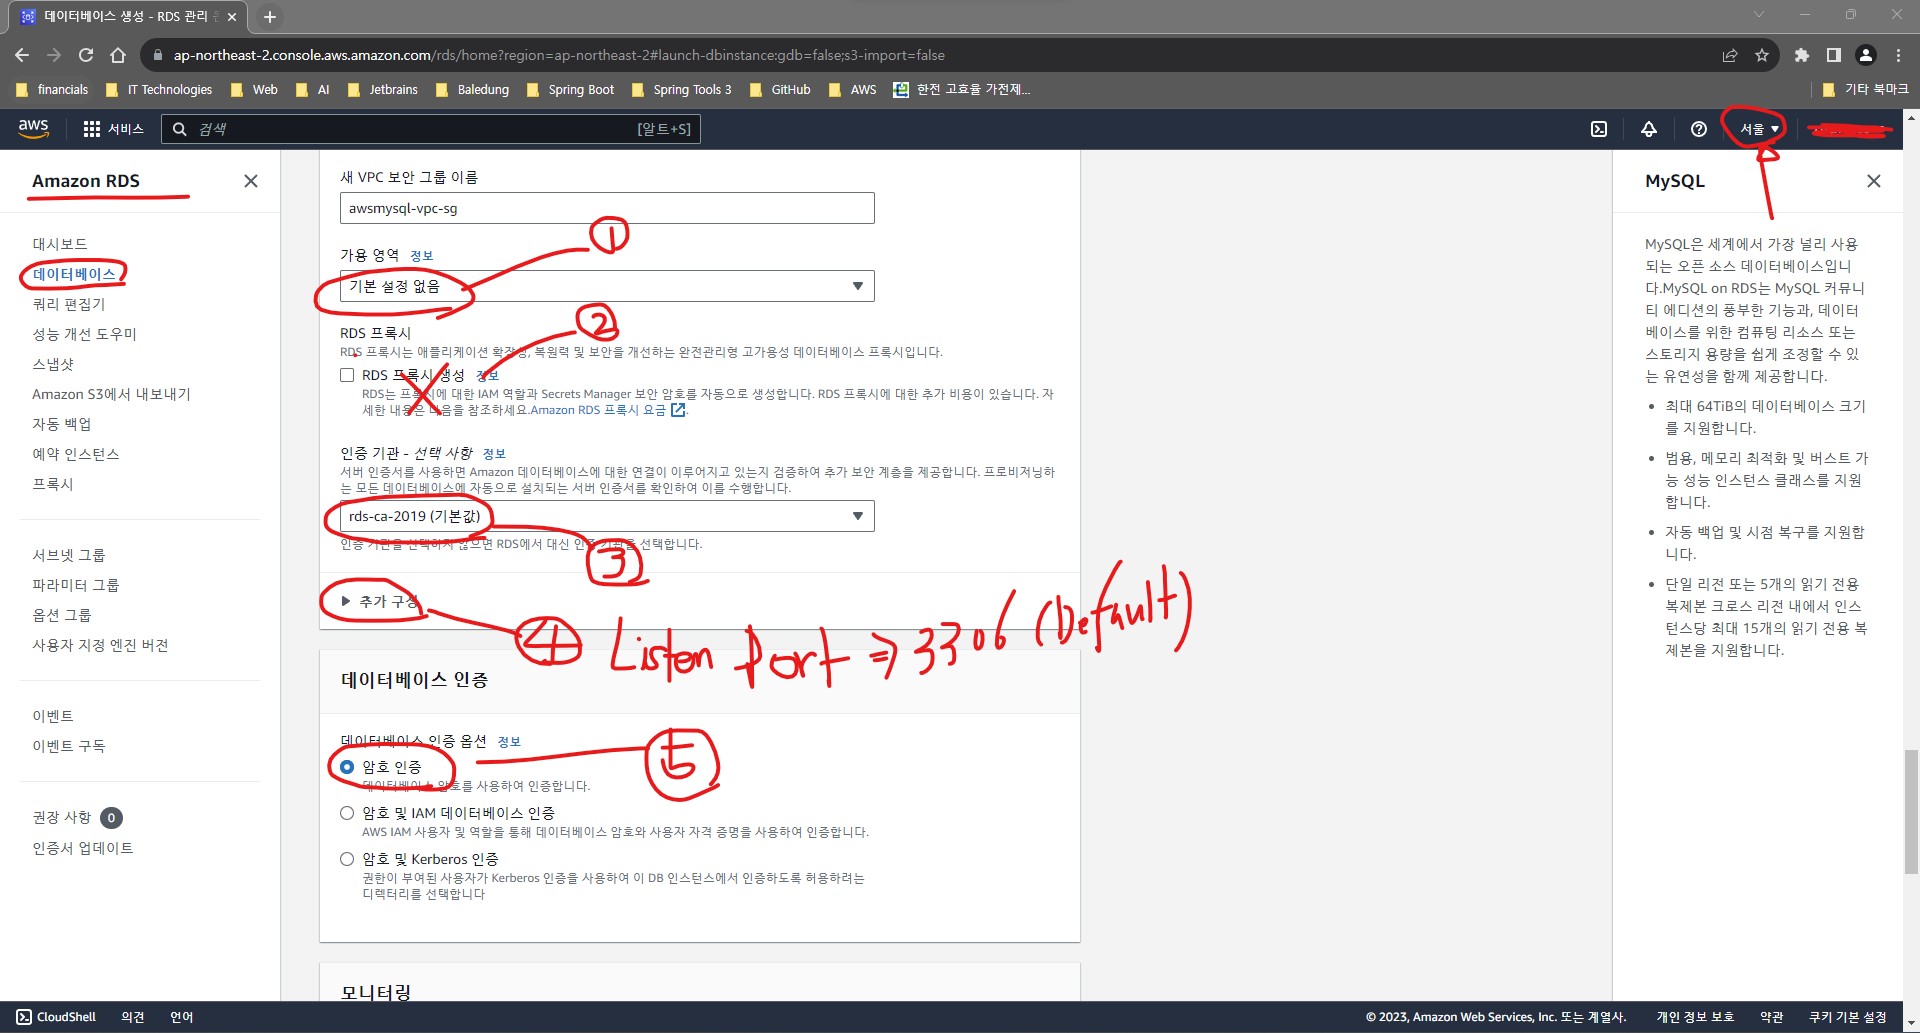 데이터베이스 생성 - RDS 관리
ap-northeast-2.console.aws.amazon.com/rds/home?region=ap-northeast-2#launch-dbinstance:gdb=false;s3-import=false
financials IT Technologies Web AI Jetbrains Baledung Spring Boot Spring Tools 3 GitHub AWS 한전 고효율 가전제... 기타 북마크
aws 서비스 검색 [알트+S] 서울
Amazon RDS
대시보드
데이터베이스
쿼리 편집기
성능 개선 도우미
스냅샷
Amazon S3에서 내보내기
자동 백업
예약 인스턴스
프록시
서브넷 그룹
파라미터 그룹
옵션 그룹
사용자 지정 엔진 버전
이벤트
이벤트 구독
권장 사항 0
인증서 업데이트
새 VPC 보안 그룹 이름
awsmysql-vpc-sg
1
가용 영역 정보
기본 설정 없음
2
RDS 프록시
RDS 프록시는 애플리케이션 확장성, 복원력 및 보안을 개선하는 완전관리형 고가용성 데이터베이스 프록시입니다.
RDS 프록시 생성 정보
X
RDS는 프록시에 대한 IAM 역할과 Secrets Manager 보안 암호를 자동으로 생성합니다. RDS 프록시에 대한 추가 비용이 있습니다. 자
세한 내용은 다음을 참조하세요.Amazon RDS 프록시 요금.
인증 기관 - 선택 사항 정보
서버 인증서를 사용하면 Amazon 데이터베이스에 대한 연결이 이루어지고 있는지 검증하여 추가 보안 계층을 제공합니다. 프로비저닝하
는 모든 데이터베이스에 자동으로 설치되는 서버 인증서를 확인하여 이를 수행합니다.
rds-ca-2019 (기본값)
인증 기관을 선택하지 않으면 RDS에서 대신 인증 기관을 선택합니다.
3
추가 구성
4 Listen Port ⇒ 3306 (Default)
데이터베이스 인증
데이터베이스 인증 옵션 정보
5
암호 인증
데이터베이스 암호를 사용하여 인증합니다.
암호 및 IAM 데이터베이스 인증
AWS IAM 사용자 및 역할을 통해 데이터베이스 암호와 사용자 자격 증명을 사용하여 인증합니다.
암호 및 Kerberos 인증
권한이 부여된 사용자가 Kerberos 인증을 사용하여 이 DB 인스턴스에서 인증하도록 허용하려는
디렉터리를 선택합니다
모니터링
MySQL
MySQL은 세계에서 가장 널리 사용
되는 오픈 소스 데이터베이스입니
다.MySQL on RDS는 MySQL 커뮤니
티 에디션의 풍부한 기능과, 데이터
베이스를 위한 컴퓨팅 리소스 또는
스토리지 용량을 쉽게 조정할 수 있
는 유연성을 함께 제공합니다.
최대 64TiB의 데이터베이스 크기
를 지원합니다.
범용, 메모리 최적화 및 버스트 가
능 성능 인스턴스 클래스를 지원
합니다.
자동 백업 및 시점 복구를 지원합
니다.
단일 리전 또는 5개의 읽기 전용
복제본 크로스 리전 내에서 인스
턴스당 최대 15개의 읽기 전용 복
제본을 지원합니다.
CloudShell 의견 언어 © 2023, Amazon Web Services, Inc. 또는 계열사. 개인 정보 보호 약관 쿠키 기본 설정